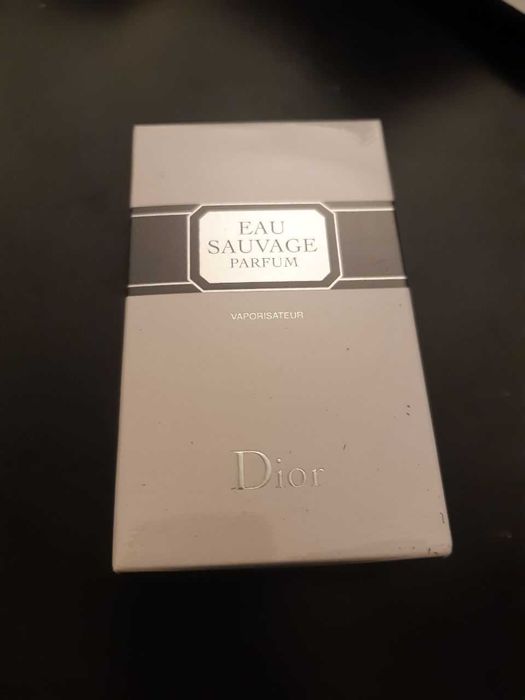 EAU
SAUVAGE
PARFUM
VAPORISATEUR
Dior